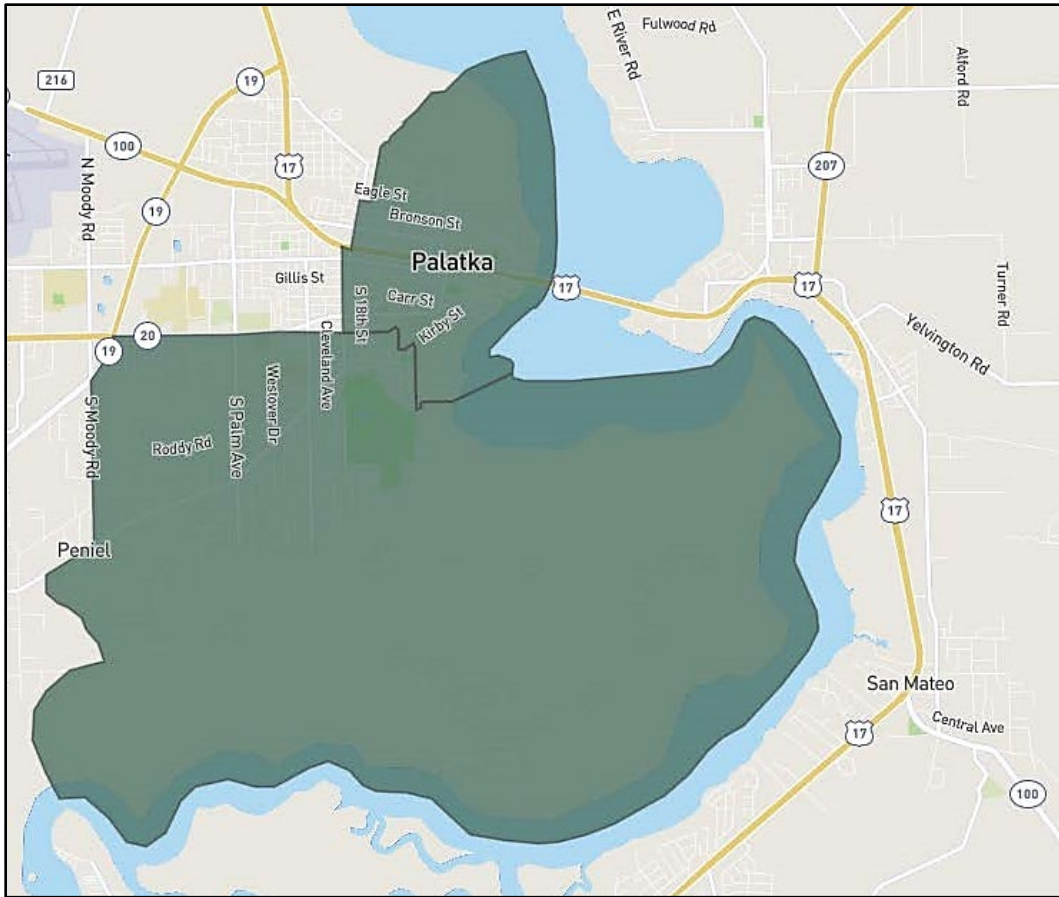 Fulwood Rd
E River Rd
Alford Rd
216
19
100
17
207
N Moody Rd
19
Eagle St
Bronson St
Palatka
Gillis St
S 18th St
Carr St
Kirby St
17
17
Turner Rd
Yelvington Rd
20
19
Cleveland Ave
Westover Dr
S Palm Ave
S Moody Rd
Roddy Rd
17
Peniel
San Mateo
Central Ave
17
100